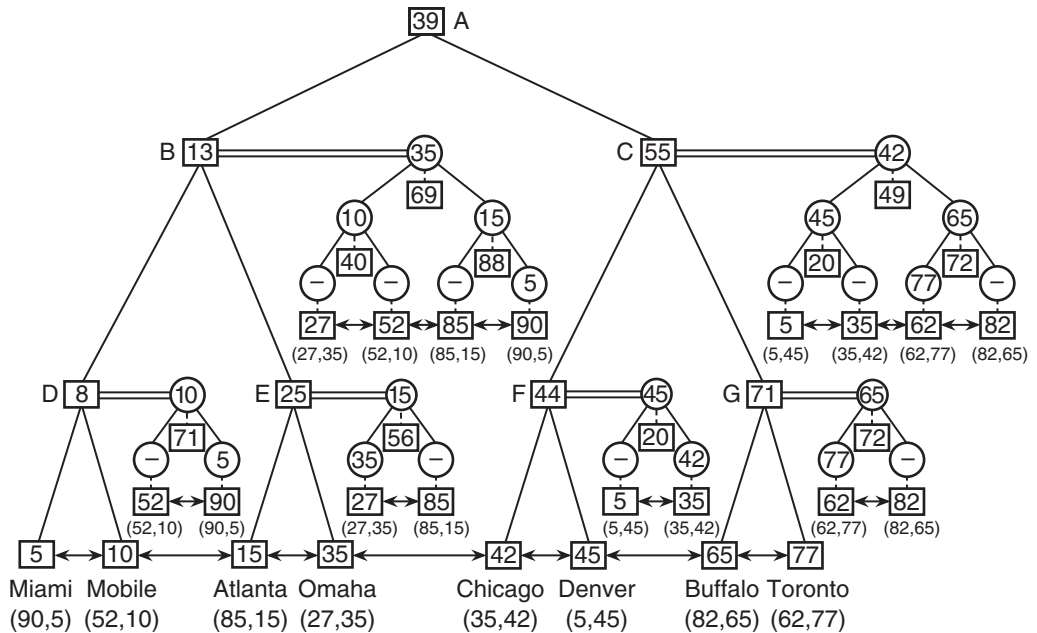 39 A
B 13 35 C 55 42
69 49
10 15 45 65
40 88 20 72
– – – 5 – – 77 –
27 52 85 90 5 35 62 82
(27,35) (52,10) (85,15) (90,5) (5,45) (35,42) (62,77) (82,65)
D 8 10 E 25 15 F 44 45 G 71 65
71 56 20 72
– 5 35 – – 42 77 –
52 90 27 85 5 35 62 82
(52,10) (90,5) (27,35) (85,15) (5,45) (35,42) (62,77) (82,65)
5 10 15 35 42 45 65 77
Miami Mobile Atlanta Omaha Chicago Denver Buffalo Toronto
(90,5) (52,10) (85,15) (27,35) (35,42) (5,45) (82,65) (62,77)